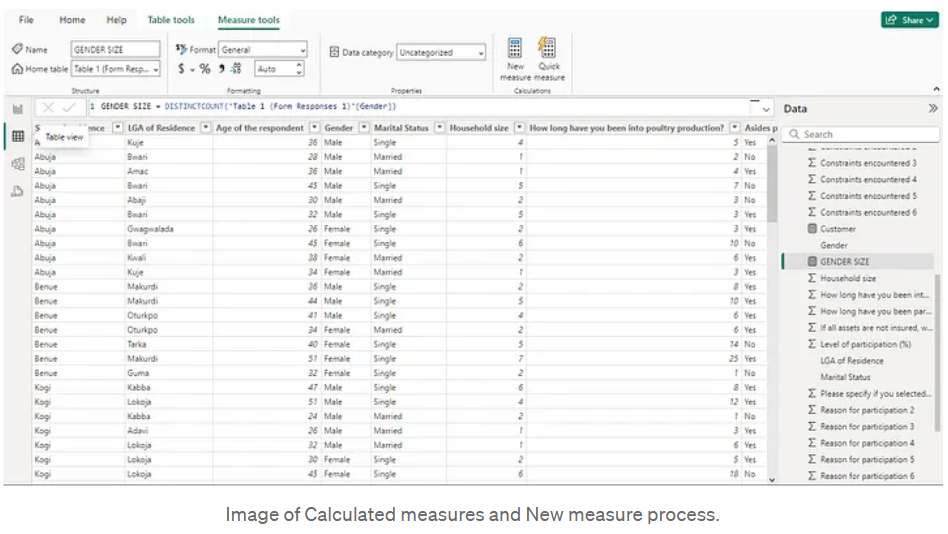 File Home Help Table tools Measure tools Share
Name GENDER SIZE $% Format General Data category Uncategorized New measure Quick measure
Home table Table 1 (Form Resp... $ % 9 Auto
Structure Formatting Properties Calculations
1 GENDER SIZE = DISTINCTCOUNT('Table 1 (Form Responses 1)'[Gender]) Data
Table view
idence LGA of Residence Age of the respondent Gender Marital Status Household size How long have you been into poultry production? Asides p
Kuje 36 Male Single 4 5 Yes
Abuja Bwari 28 Male Married 1 2 No
Abuja Amac 36 Male Married 1 4 Yes
Abuja Bwari 45 Male Single 5 7 No
Abuja Abaji 30 Male Married 2 3 No
Abuja Bwari 32 Male Single 5 3 Yes
Abuja Gwagwalada 26 Female Single 2 3 Yes
Abuja Bwari 45 Female Single 6 10 No
Abuja Kwali 38 Female Married 2 6 Yes
Abuja Kuje 34 Female Married 1 3 Yes
Benue Makurdi 36 Male Single 2 8 Yes
Benue Makurdi 44 Male Single 5 10 Yes
Benue Oturkpo 41 Male Single 4 6 Yes
Benue Oturkpo 34 Female Married 2 6 Yes
Benue Tarka 40 Female Single 5 14 No
Benue Makurdi 51 Female Single 7 25 Yes
Benue Guma 32 Female Single 2 1 No
Kogi Kabba 47 Male Single 6 8 Yes
Kogi Lokoja 51 Male Single 4 12 Yes
Kogi Kabba 24 Male Married 2 1 No
Kogi Adavi 26 Male Married 1 3 Yes
Kogi Lokoja 32 Male Married 1 6 Yes
Kogi Lokoja 30 Female Single 2 5 Yes
Kogi Lokoja 45 Female Single 6 18 No
Search
Constraints encountered 3
Constraints encountered 4
Constraints encountered 5
Constraints encountered 6
Customer
Gender
GENDER SIZE
Household size
How long have you been int...
How long have you been par...
If all assets are not insured, w...
Level of participation (%)
LGA of Residence
Marital Status
Please specify if you selected...
Reason for participation 2
Reason for participation 3
Reason for participation 4
Reason for participation 5
Reason for participation 6
Image of Calculated measures and New measure process.